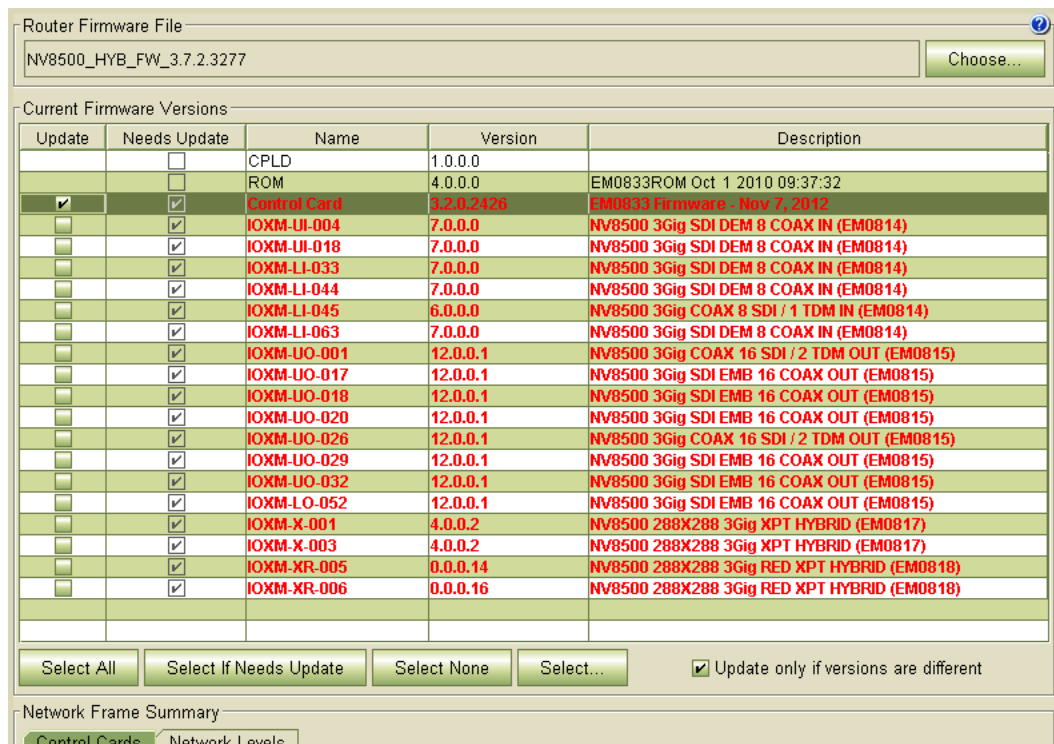 Router Firmware File
?
NV8500_HYB_FW_3.7.2.3277 Choose...
Current Firmware Versions
Update Needs Update Name Version Description
CPLD 1.0.0.0
ROM 4.0.0.0 EM0833ROM Oct 1 2010 09:37:32
Control Card 3.2.0.2426 EM0833 Firmware - Nov 7, 2012
IOXM-UI-004 7.0.0.0 NV8500 3Gig SDI DEM 8 COAX IN (EM0814)
IOXM-UI-018 7.0.0.0 NV8500 3Gig SDI DEM 8 COAX IN (EM0814)
IOXM-LI-033 7.0.0.0 NV8500 3Gig SDI DEM 8 COAX IN (EM0814)
IOXM-LI-044 7.0.0.0 NV8500 3Gig SDI DEM 8 COAX IN (EM0814)
IOXM-LI-045 6.0.0.0 NV8500 3Gig COAX 8 SDI / 1 TDM IN (EM0814)
IOXM-LI-063 7.0.0.0 NV8500 3Gig SDI DEM 8 COAX IN (EM0814)
IOXM-UO-001 12.0.0.1 NV8500 3Gig COAX 16 SDI / 2 TDM OUT (EM0815)
IOXM-UO-017 12.0.0.1 NV8500 3Gig SDI EMB 16 COAX OUT (EM0815)
IOXM-UO-018 12.0.0.1 NV8500 3Gig SDI EMB 16 COAX OUT (EM0815)
IOXM-UO-020 12.0.0.1 NV8500 3Gig SDI EMB 16 COAX OUT (EM0815)
IOXM-UO-026 12.0.0.1 NV8500 3Gig COAX 16 SDI / 2 TDM OUT (EM0815)
IOXM-UO-029 12.0.0.1 NV8500 3Gig SDI EMB 16 COAX OUT (EM0815)
IOXM-UO-032 12.0.0.1 NV8500 3Gig SDI EMB 16 COAX OUT (EM0815)
IOXM-LO-052 12.0.0.1 NV8500 3Gig SDI EMB 16 COAX OUT (EM0815)
IOXM-X-001 4.0.0.2 NV8500 288X288 3Gig XPT HYBRID (EM0817)
IOXM-X-003 4.0.0.2 NV8500 288X288 3Gig XPT HYBRID (EM0817)
IOXM-XR-005 0.0.0.14 NV8500 288X288 3Gig RED XPT HYBRID (EM0818)
IOXM-XR-006 0.0.0.16 NV8500 288X288 3Gig RED XPT HYBRID (EM0818)
Select All Select If Needs Update Select None Select... Update only if versions are different
Network Frame Summary
Control Cards Network Levels